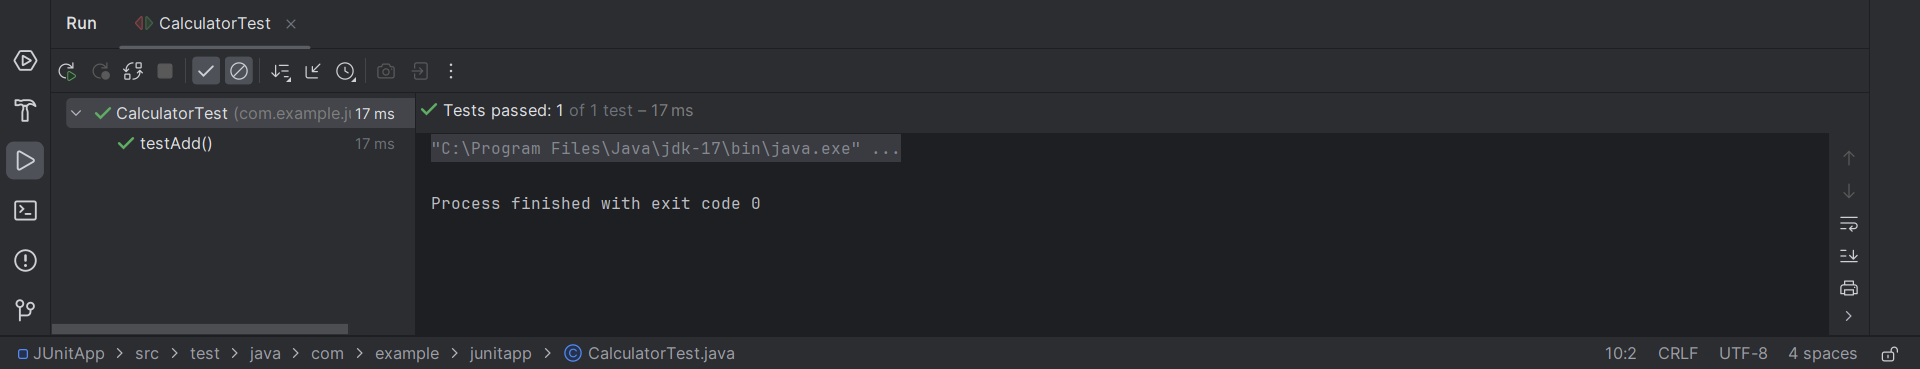 Run CalculatorTest
CalculatorTest (com.example.j 17 ms
testAdd() 17 ms
Tests passed: 1 of 1 test – 17 ms
"C:\Program Files\Java\jdk-17\bin\java.exe" ...
Process finished with exit code 0
JUnitApp > src > test > java > com > example > junitapp > CalculatorTest.java 10:2 CRLF UTF-8 4 spaces